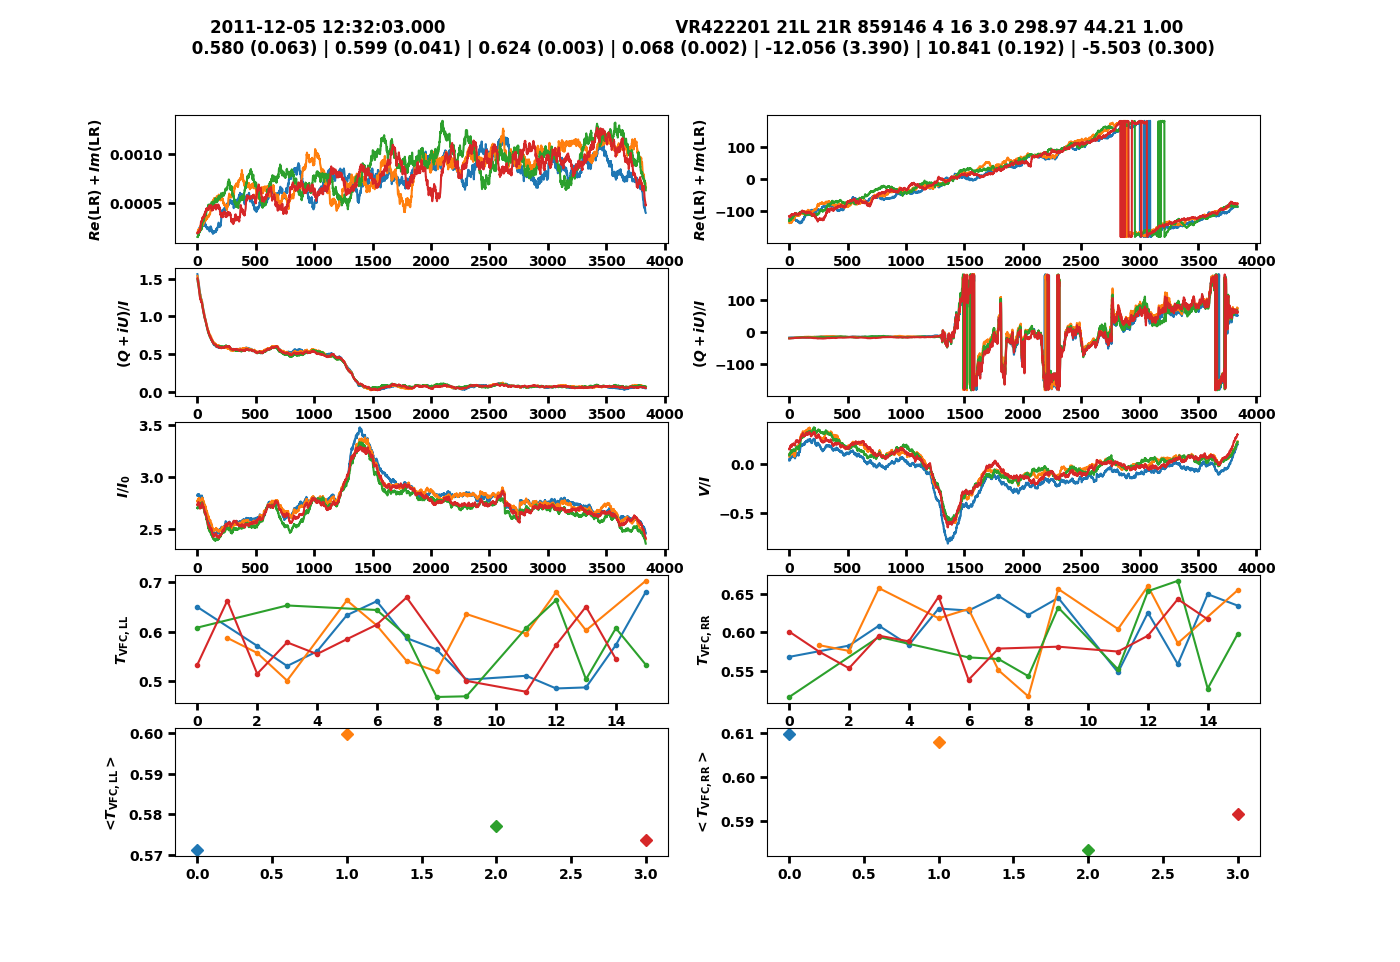 2011-12-05 12:32:03.000 VR422201 21L 21R 859146 4 16 3.0 298.97 44.21 1.00
0.580 (0.063) | 0.599 (0.041) | 0.624 (0.003) | 0.068 (0.002) | -12.056 (3.390) | 10.841 (0.192) | -5.503 (0.300)
Re(LR) + Im(LR)
0.0010
0.0005
0 500 1000 1500 2000 2500 3000 3500 4000
Re(LR) + Im(LR)
100
0
−100
0 500 1000 1500 2000 2500 3000 3500 4000
(Q + iU)/I
1.5
1.0
0.5
0.0
0 500 1000 1500 2000 2500 3000 3500 4000
(Q + iU)/I
100
0
−100
0 500 1000 1500 2000 2500 3000 3500 4000
I/I0
3.5
3.0
2.5
0 500 1000 1500 2000 2500 3000 3500 4000
V/I
0.0
−0.5
0 500 1000 1500 2000 2500 3000 3500 4000
TVFC, LL
0.7
0.6
0.5
0 2 4 6 8 10 12 14
TVFC, RR
0.65
0.60
0.55
0 2 4 6 8 10 12 14
<TVFC, LL >
0.60
0.59
0.58
0.57
0.0 0.5 1.0 1.5 2.0 2.5 3.0
< TVFC, RR >
0.61
0.60
0.59
0.0 0.5 1.0 1.5 2.0 2.5 3.0